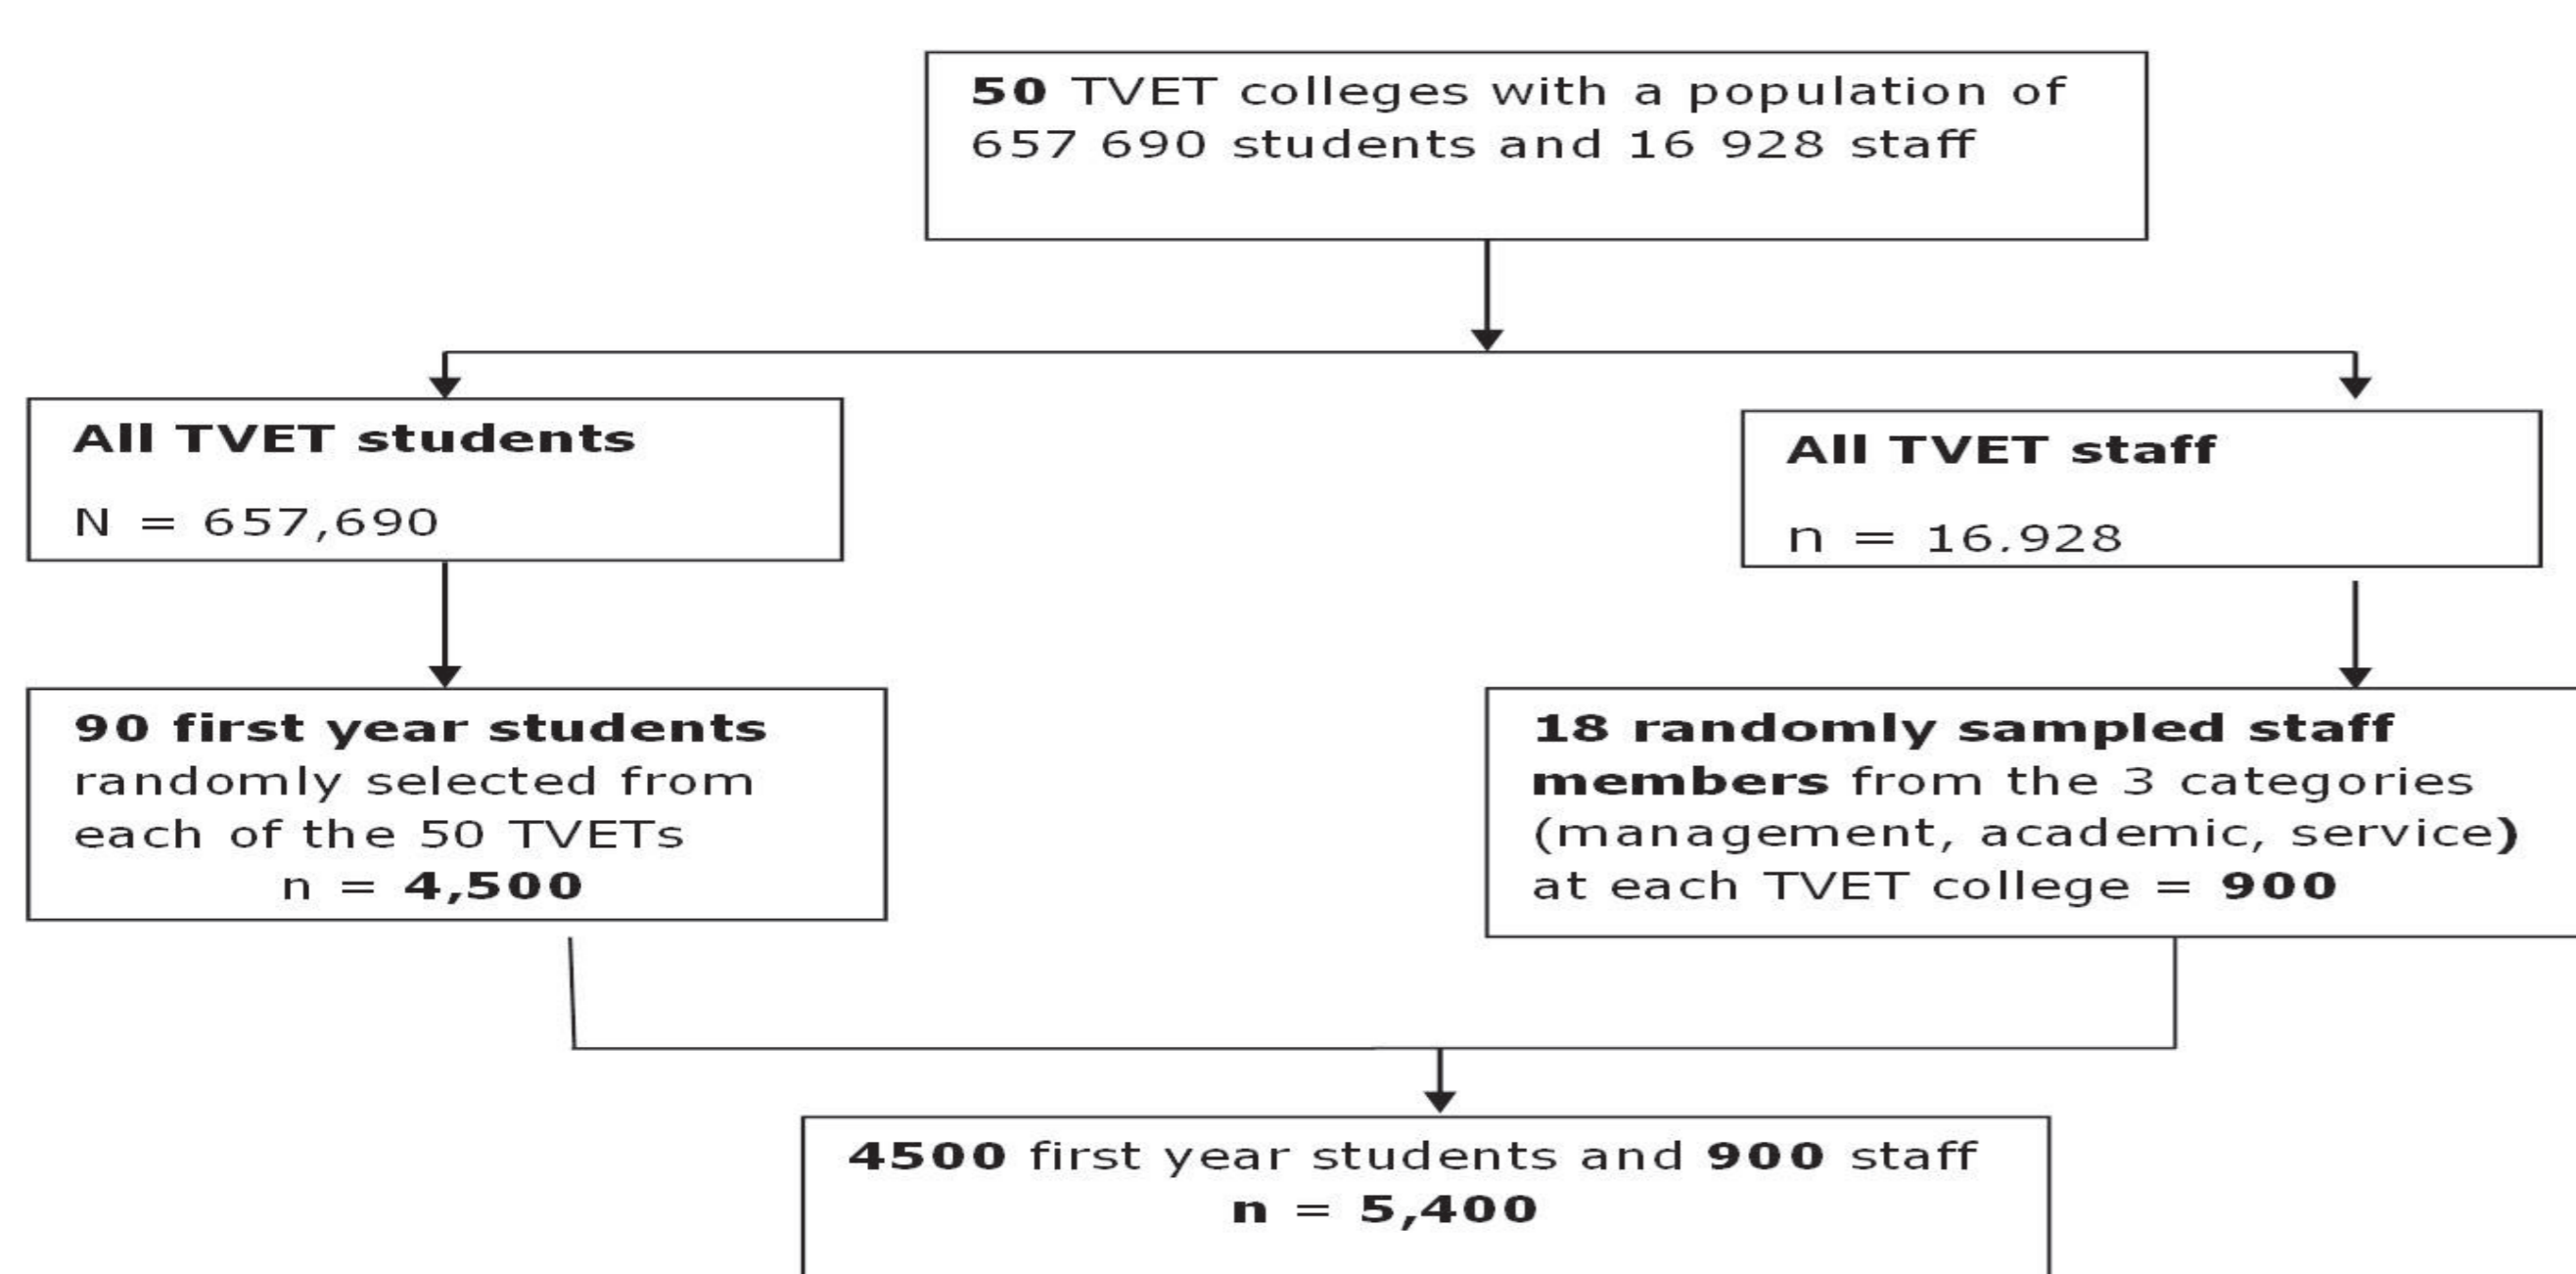 50 TVET colleges with a population of
657 690 students and 16 928 staff
All TVET students
N = 657,690
All TVET staff
n = 16.928
90 first year students
randomly selected from
each of the 50 TVETs
n = 4,500
18 randomly sampled staff
members from the 3 categories
(management, academic, service)
at each TVET college = 900
4500 first year students and 900 staff
n = 5,400